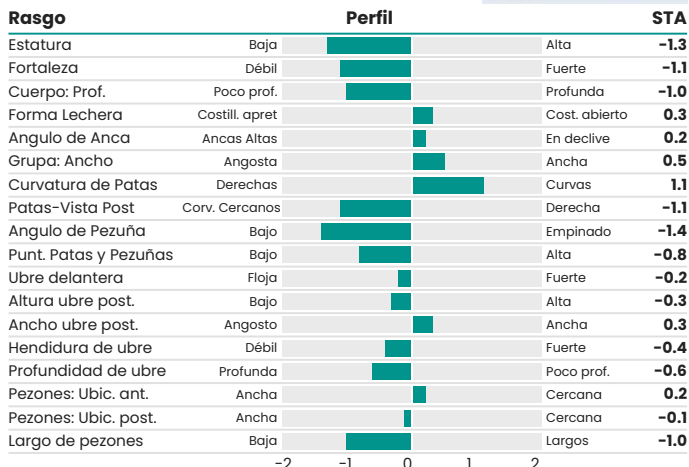 Rasgo Perfil STA
Estatura Baja Alta -1.3
Fortaleza Débil Fuerte -1.1
Cuerpo: Prof. Poco prof. Profunda -1.0
Forma Lechera Costill. apret Cost. abierto 0.3
Angulo de Anca Ancas Altas En declive 0.2
Grupa: Ancho Angosta Ancha 0.5
Curvatura de Patas Derechas Curvas 1.1
Patas-Vista Post Corv. Cercanos Derecha -1.1
Angulo de Pezuña Bajo Empinado -1.4
Punt. Patas y Pezuñas Bajo Alta -0.8
Ubre delantera Floja Fuerte -0.2
Altura ubre post. Bajo Alta -0.3
Ancho ubre post. Angosto Ancha 0.3
Hendidura de ubre Débil Fuerte -0.4
Profundidad de ubre Profunda Poco prof. -0.6
Pezones: Ubic. ant. Ancha Cercana 0.2
Pezones: Ubic. post. Ancha Cercana -0.1
Largo de pezones Baja Largos -1.0
-2 -1 0 1 2